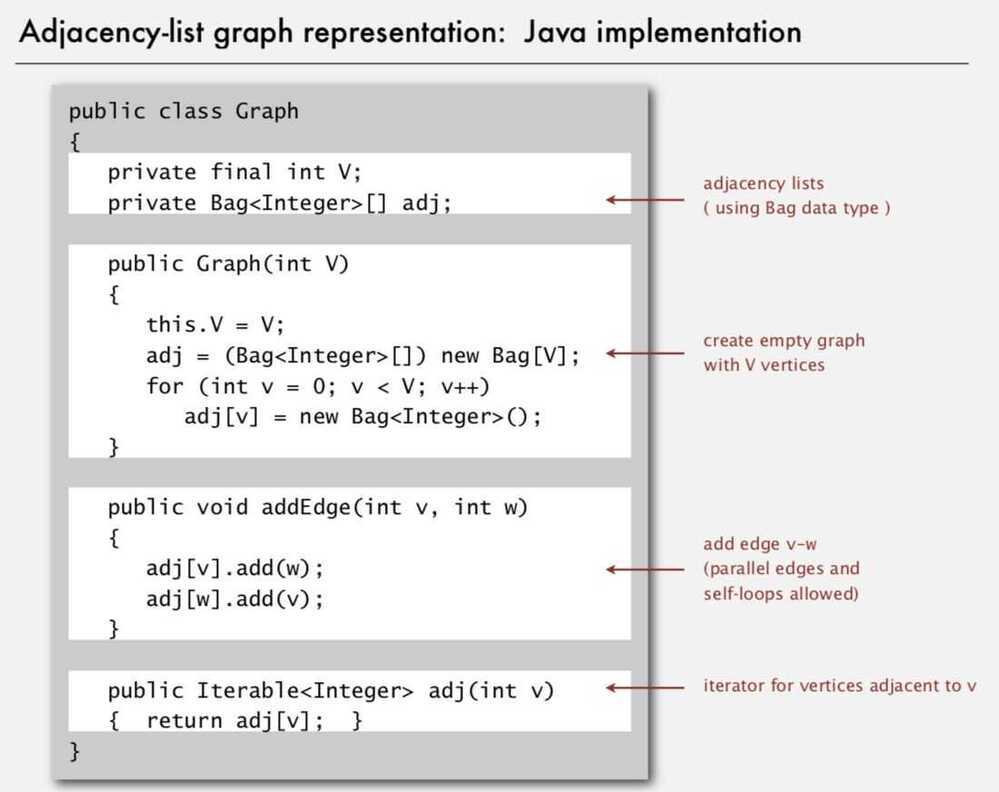 Adjacency-list graph representation: Java implementation
public class Graph
{
private final int V;
private Bag<Integer>[] adj;
adjacency lists
( using Bag data type )
public Graph(int V)
{
this.V = V;
adj = (Bag<Integer>[]) new Bag[V];
for (int v = 0; v < V; v++)
adj[v] = new Bag<Integer>();
}
create empty graph
with V vertices
public void addEdge(int v, int w)
{
adj[v].add(w);
adj[w].add(v);
}
add edge v–w
(parallel edges and
self-loops allowed)
public Iterable<Integer> adj(int v)
{ return adj[v]; }
iterator for vertices adjacent to v
}